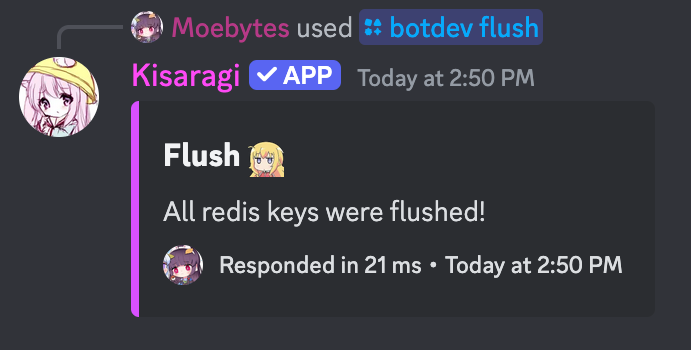 Moebytes used botdev flush
Kisaragi APP Today at 2:50 PM
Flush
All redis keys were flushed!
Responded in 21 ms • Today at 2:50 PM